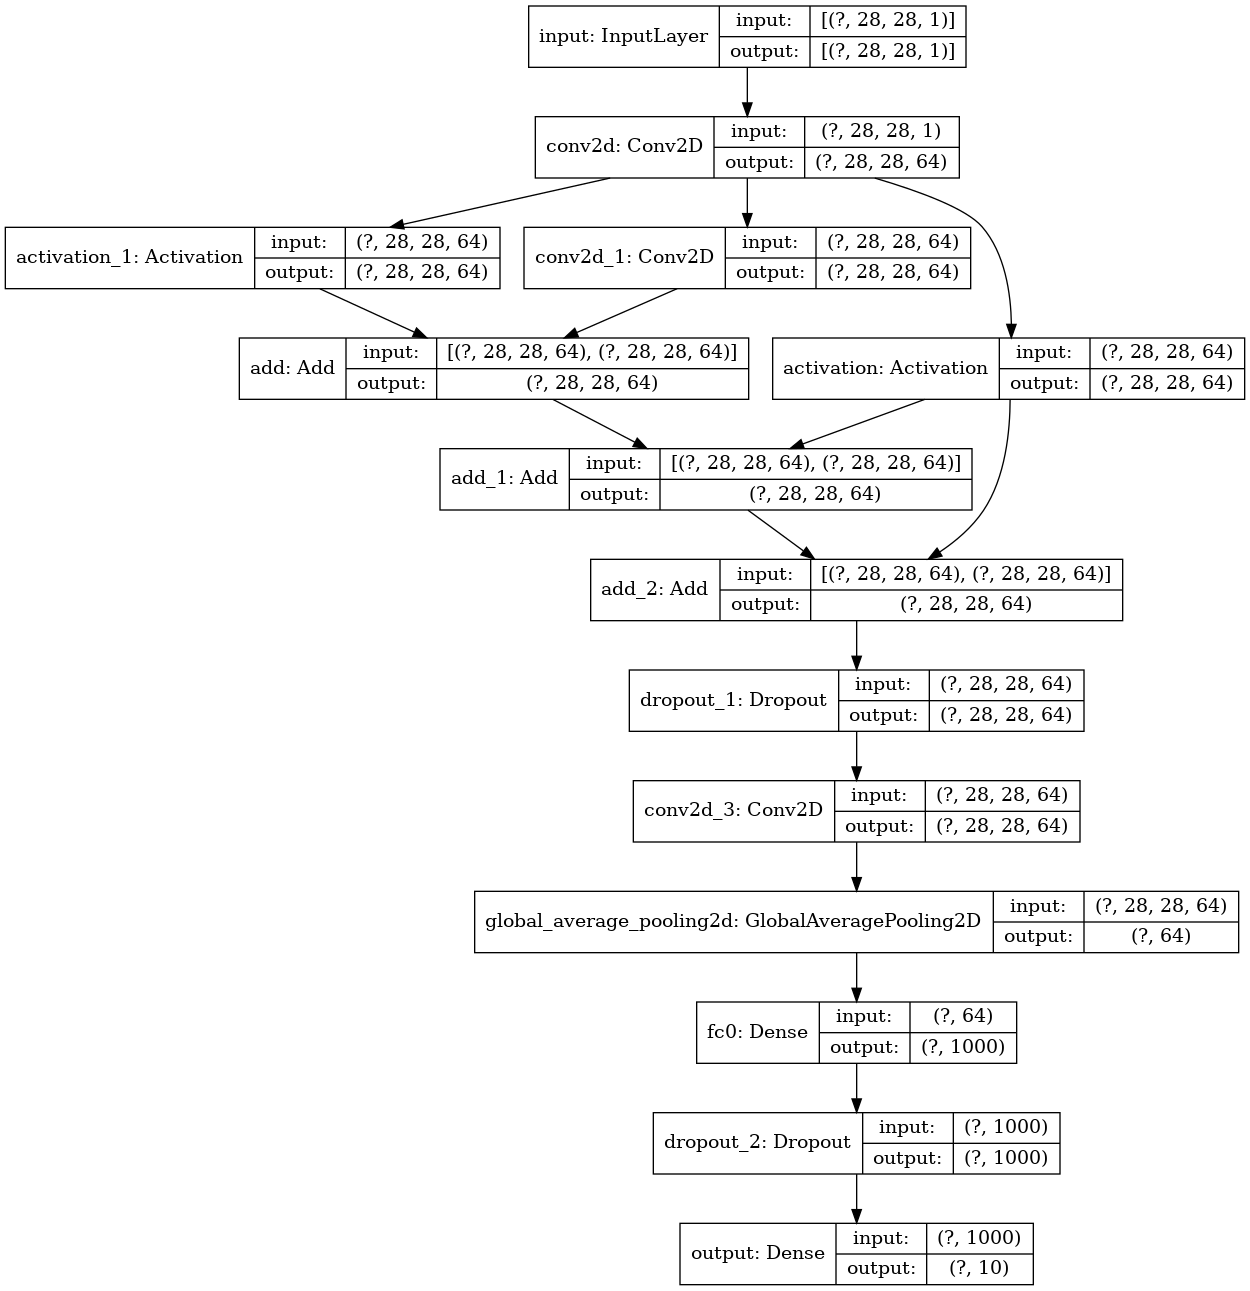 input: InputLayer
input:
[(?, 28, 28, 1)]
output:
[(?, 28, 28, 1)]
conv2d: Conv2D
input:
(?, 28, 28, 1)
output:
(?, 28, 28, 64)
activation_1: Activation
input:
(?, 28, 28, 64)
output:
(?, 28, 28, 64)
conv2d_1: Conv2D
input:
(?, 28, 28, 64)
output:
(?, 28, 28, 64)
add: Add
input:
[(?, 28, 28, 64), (?, 28, 28, 64)]
output:
(?, 28, 28, 64)
activation: Activation
input:
(?, 28, 28, 64)
output:
(?, 28, 28, 64)
add_1: Add
input:
[(?, 28, 28, 64), (?, 28, 28, 64)]
output:
(?, 28, 28, 64)
add_2: Add
input:
[(?, 28, 28, 64), (?, 28, 28, 64)]
output:
(?, 28, 28, 64)
dropout_1: Dropout
input:
(?, 28, 28, 64)
output:
(?, 28, 28, 64)
conv2d_3: Conv2D
input:
(?, 28, 28, 64)
output:
(?, 28, 28, 64)
global_average_pooling2d: GlobalAveragePooling2D
input:
(?, 28, 28, 64)
output:
(?, 64)
fc0: Dense
input:
(?, 64)
output:
(?, 1000)
dropout_2: Dropout
input:
(?, 1000)
output:
(?, 1000)
output: Dense
input:
(?, 1000)
output:
(?, 10)